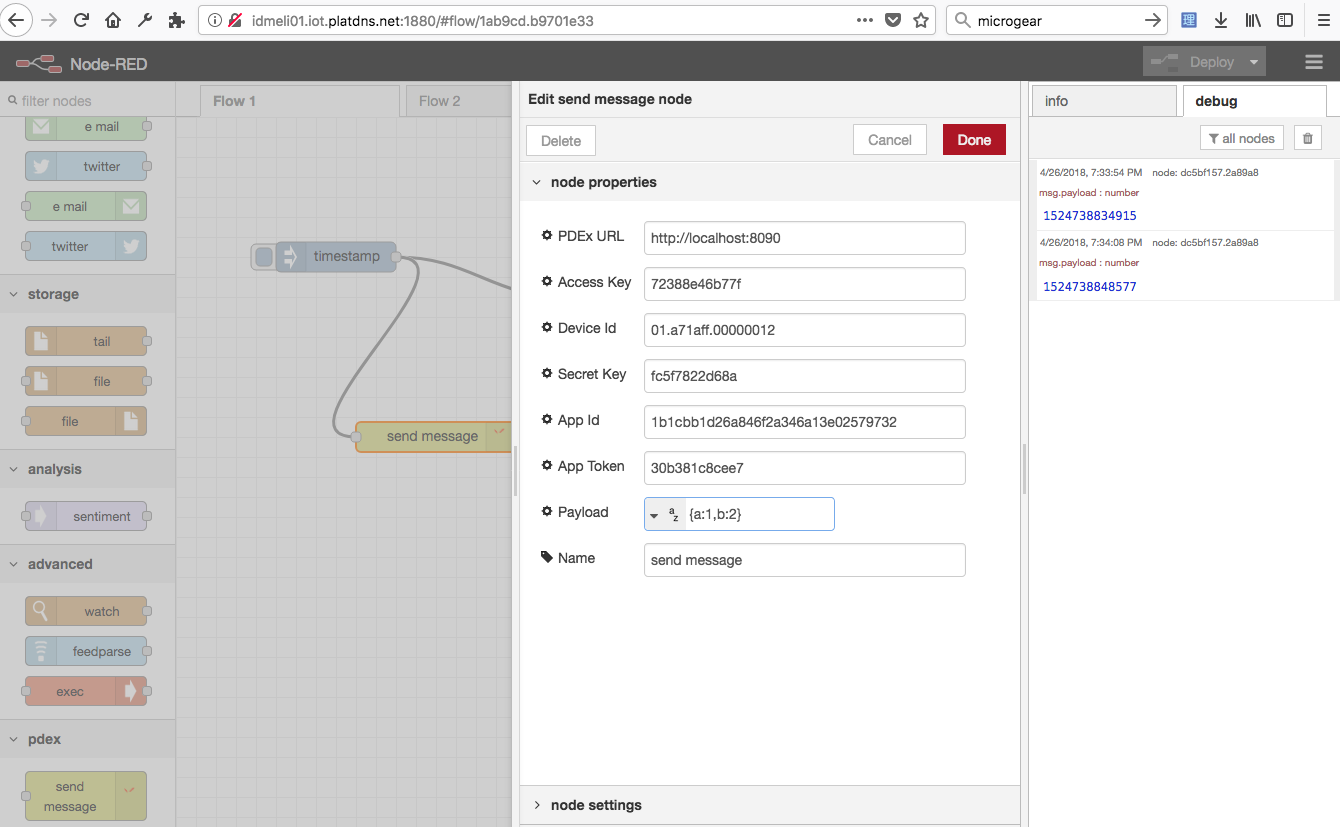 idmeli01.iot.platdns.net:1880/#flow/1ab9cd.b9701e33
microgear
Node-RED
Deploy
filter nodes
e mail
twitter
e mail
twitter
storage
tail
file
file
analysis
sentiment
advanced
watch
feedparse
exec
pdex
send
message
Flow 1
Flow 2
timestamp
send message
Edit send message node
Delete
Cancel
Done
node properties
PDEx URL http://localhost:8090
Access Key 72388e46b77f
Device Id 01.a71aff.00000012
Secret Key fc5f7822d68a
App Id 1b1cbb1d26a846f2a346a13e02579732
App Token 30b381c8cee7
Payload a z {a:1,b:2}
Name send message
node settings
info
debug
all nodes
4/26/2018, 7:33:54 PM node: dc5bf157.2a89a8
msg.payload : number
1524738834915
4/26/2018, 7:34:08 PM node: dc5bf157.2a89a8
msg.payload : number
1524738848577